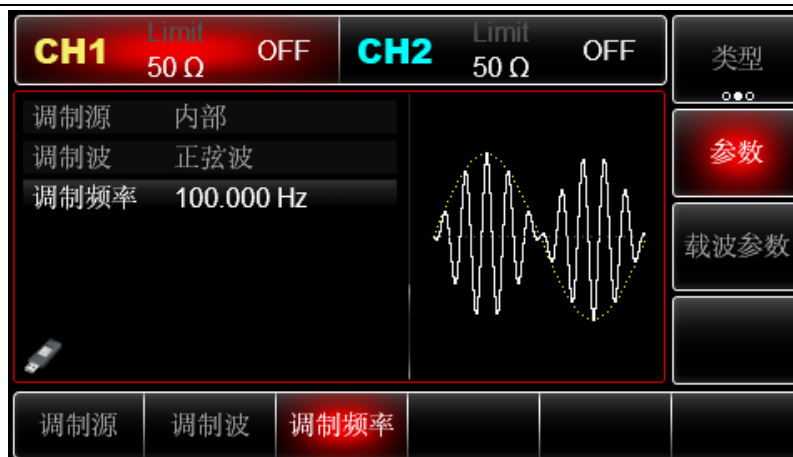 CH1 Limit 50 Ω OFF
CH2 Limit 50 Ω OFF
类型
调制源 内部
调制波 正弦波
调制频率 100.000 Hz
参数
载波参数
调制源 调制波 调制频率